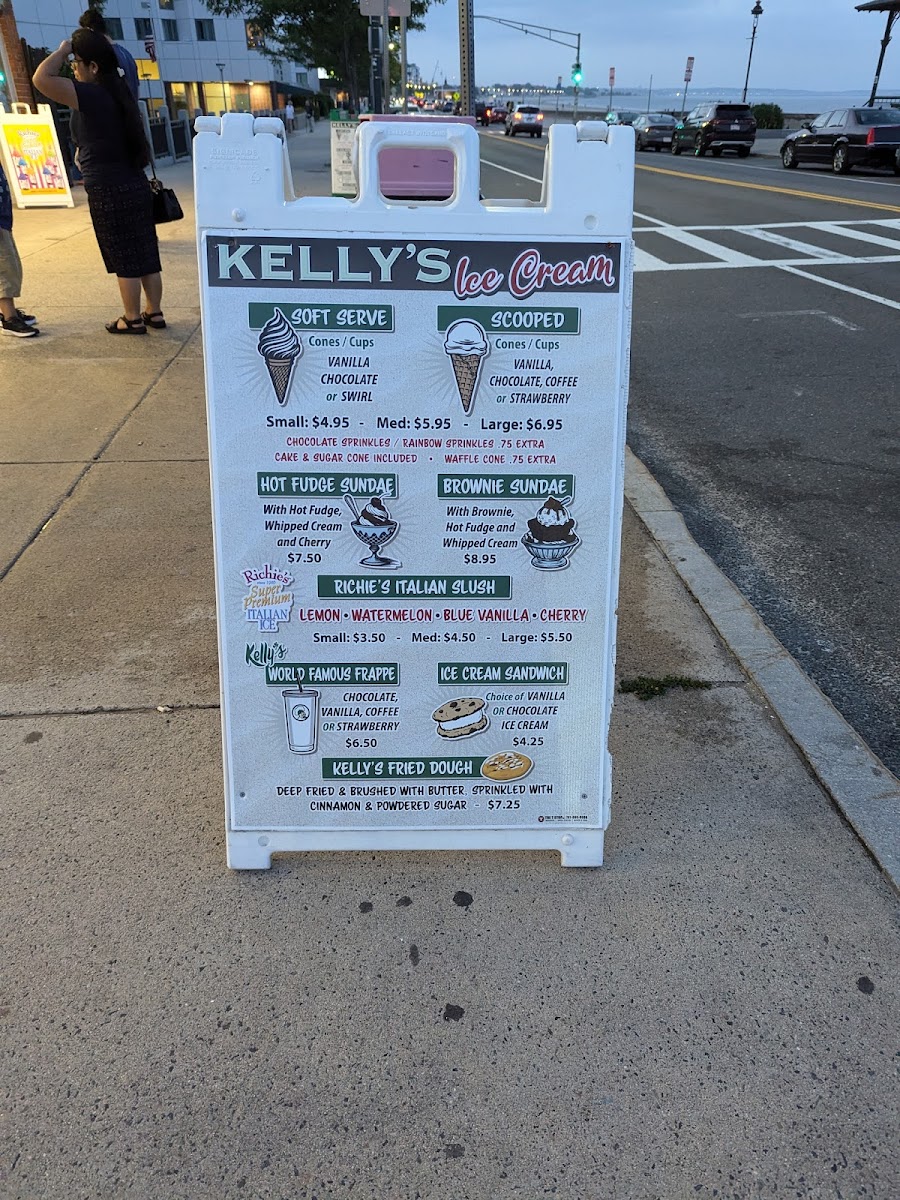 KELLY'S Ice Cream
SOFT SERVE
Cones / Cups
VANILLA
CHOCOLATE
or SWIRL
SCOOPED
Cones / Cups
VANILLA,
CHOCOLATE, COFFEE
or STRAWBERRY
Small: $4.95 - Med: $5.95 - Large: $6.95
CHOCOLATE SPRINKLES / RAINBOW SPRINKLES .75 EXTRA
CAKE & SUGAR CONE INCLUDED • WAFFLE CONE .75 EXTRA
HOT FUDGE SUNDAE
With Hot Fudge,
Whipped Cream
and Cherry
$7.50
BROWNIE SUNDAE
With Brownie,
Hot Fudge and
Whipped Cream
$8.95
Richie's
Super
Premium
ITALIAN
ICE
RICHIE'S ITALIAN SLUSH
LEMON • WATERMELON • BLUE VANILLA • CHERRY
Small: $3.50 - Med: $4.50 - Large: $5.50
Kelly's
WORLD FAMOUS FRAPPE
CHOCOLATE,
VANILLA, COFFEE
OR STRAWBERRY
$6.50
ICE CREAM SANDWICH
Choice of VANILLA
OR CHOCOLATE
ICE CREAM
$4.25
KELLY'S FRIED DOUGH
DEEP FRIED & BRUSHED WITH BUTTER, SPRINKLED WITH
CINNAMON & POWDERED SUGAR - $7.25